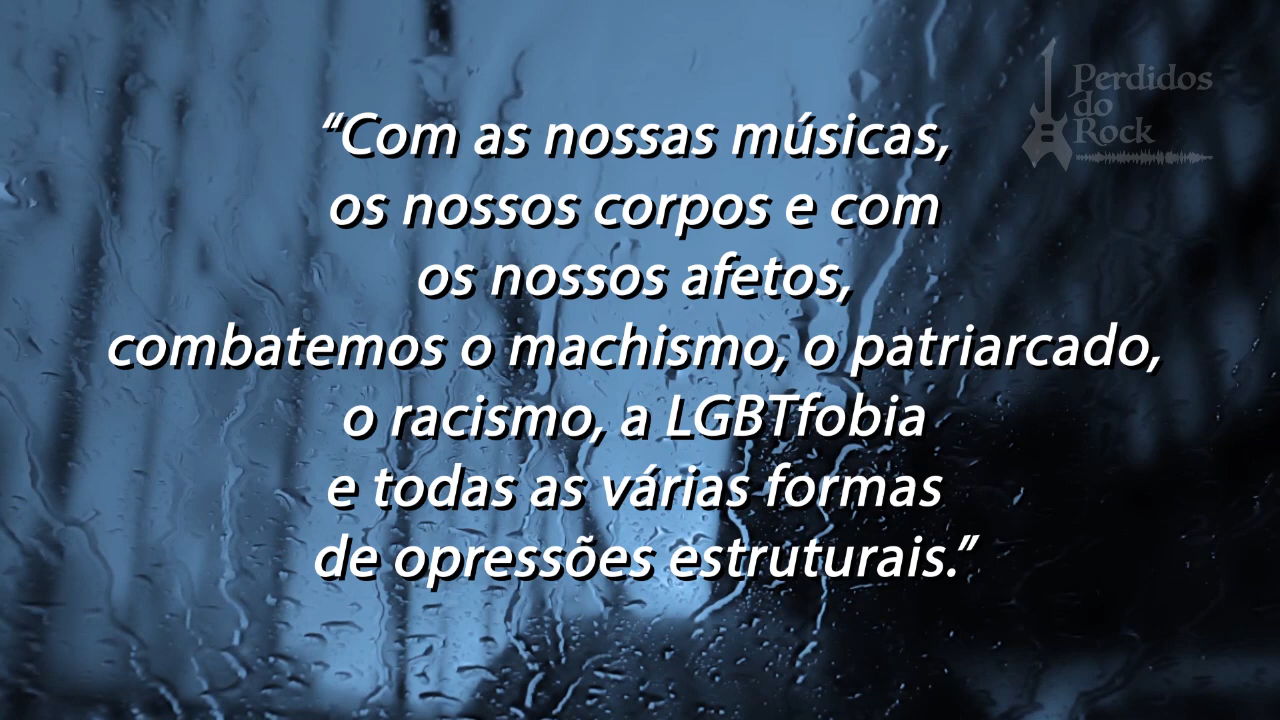 “Com as nossas músicas,
os nossos corpos e com
os nossos afetos,
combatemos o machismo, o patriarcado,
o racismo, a LGBTfobia
e todas as várias formas
de opressões estruturais.”
Perdidos
do
Rock